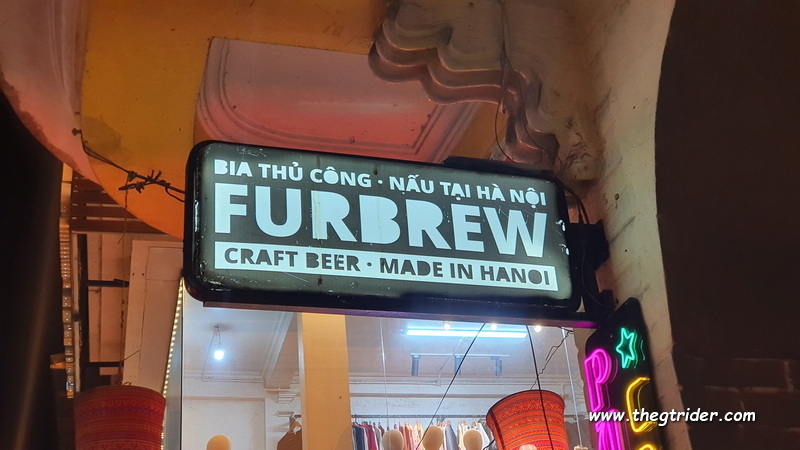 BIA THỦ CÔNG · NẤU TẠI HÀ NỘI
FURBREW
CRAFT BEER · MADE IN HANOI
www.thegtrider.com